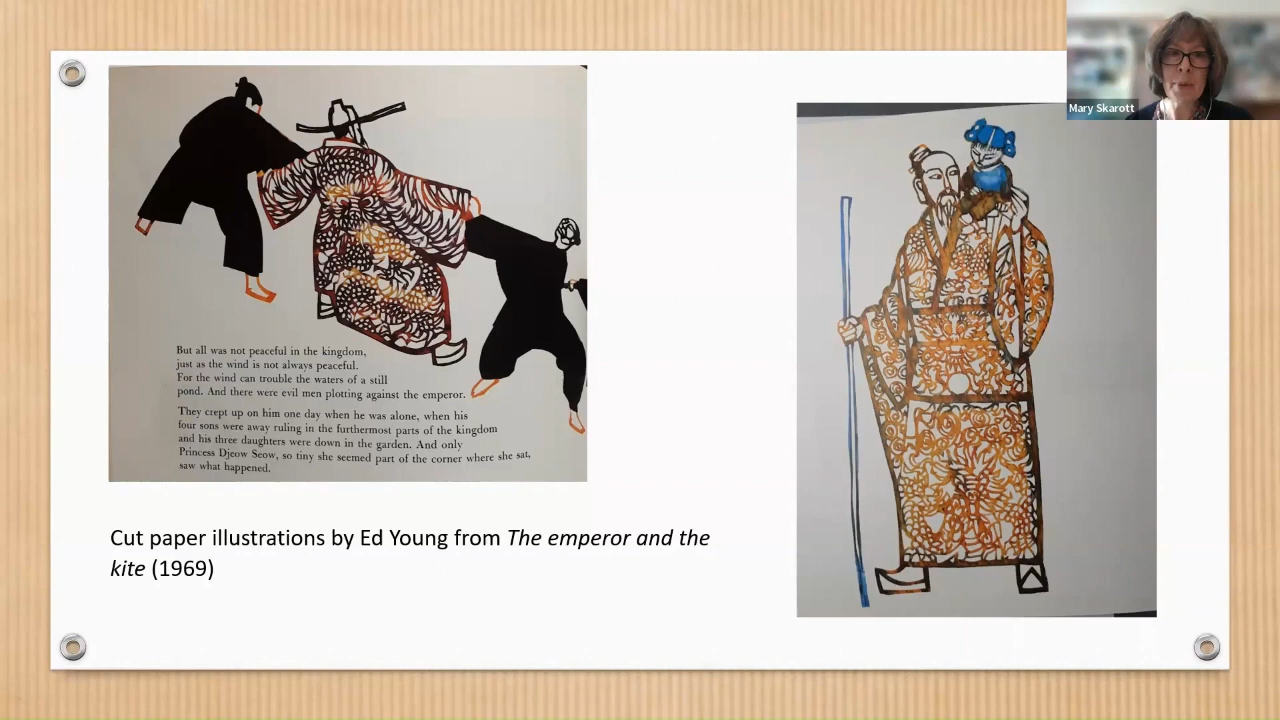 Mary Skarott
But all was not peaceful in the kingdom,
just as the wind is not always peaceful.
For the wind can trouble the waters of a still
pond. And there were evil men plotting against the emperor.
They crept up on him one day when he was alone, when his
four sons were away ruling in the furthermost parts of the kingdom
and his three daughters were down in the garden. And only
Princess Djeow Seow, so tiny she seemed part of the corner where she sat,
saw what happened.
Cut paper illustrations by Ed Young from The emperor and the
kite (1969)